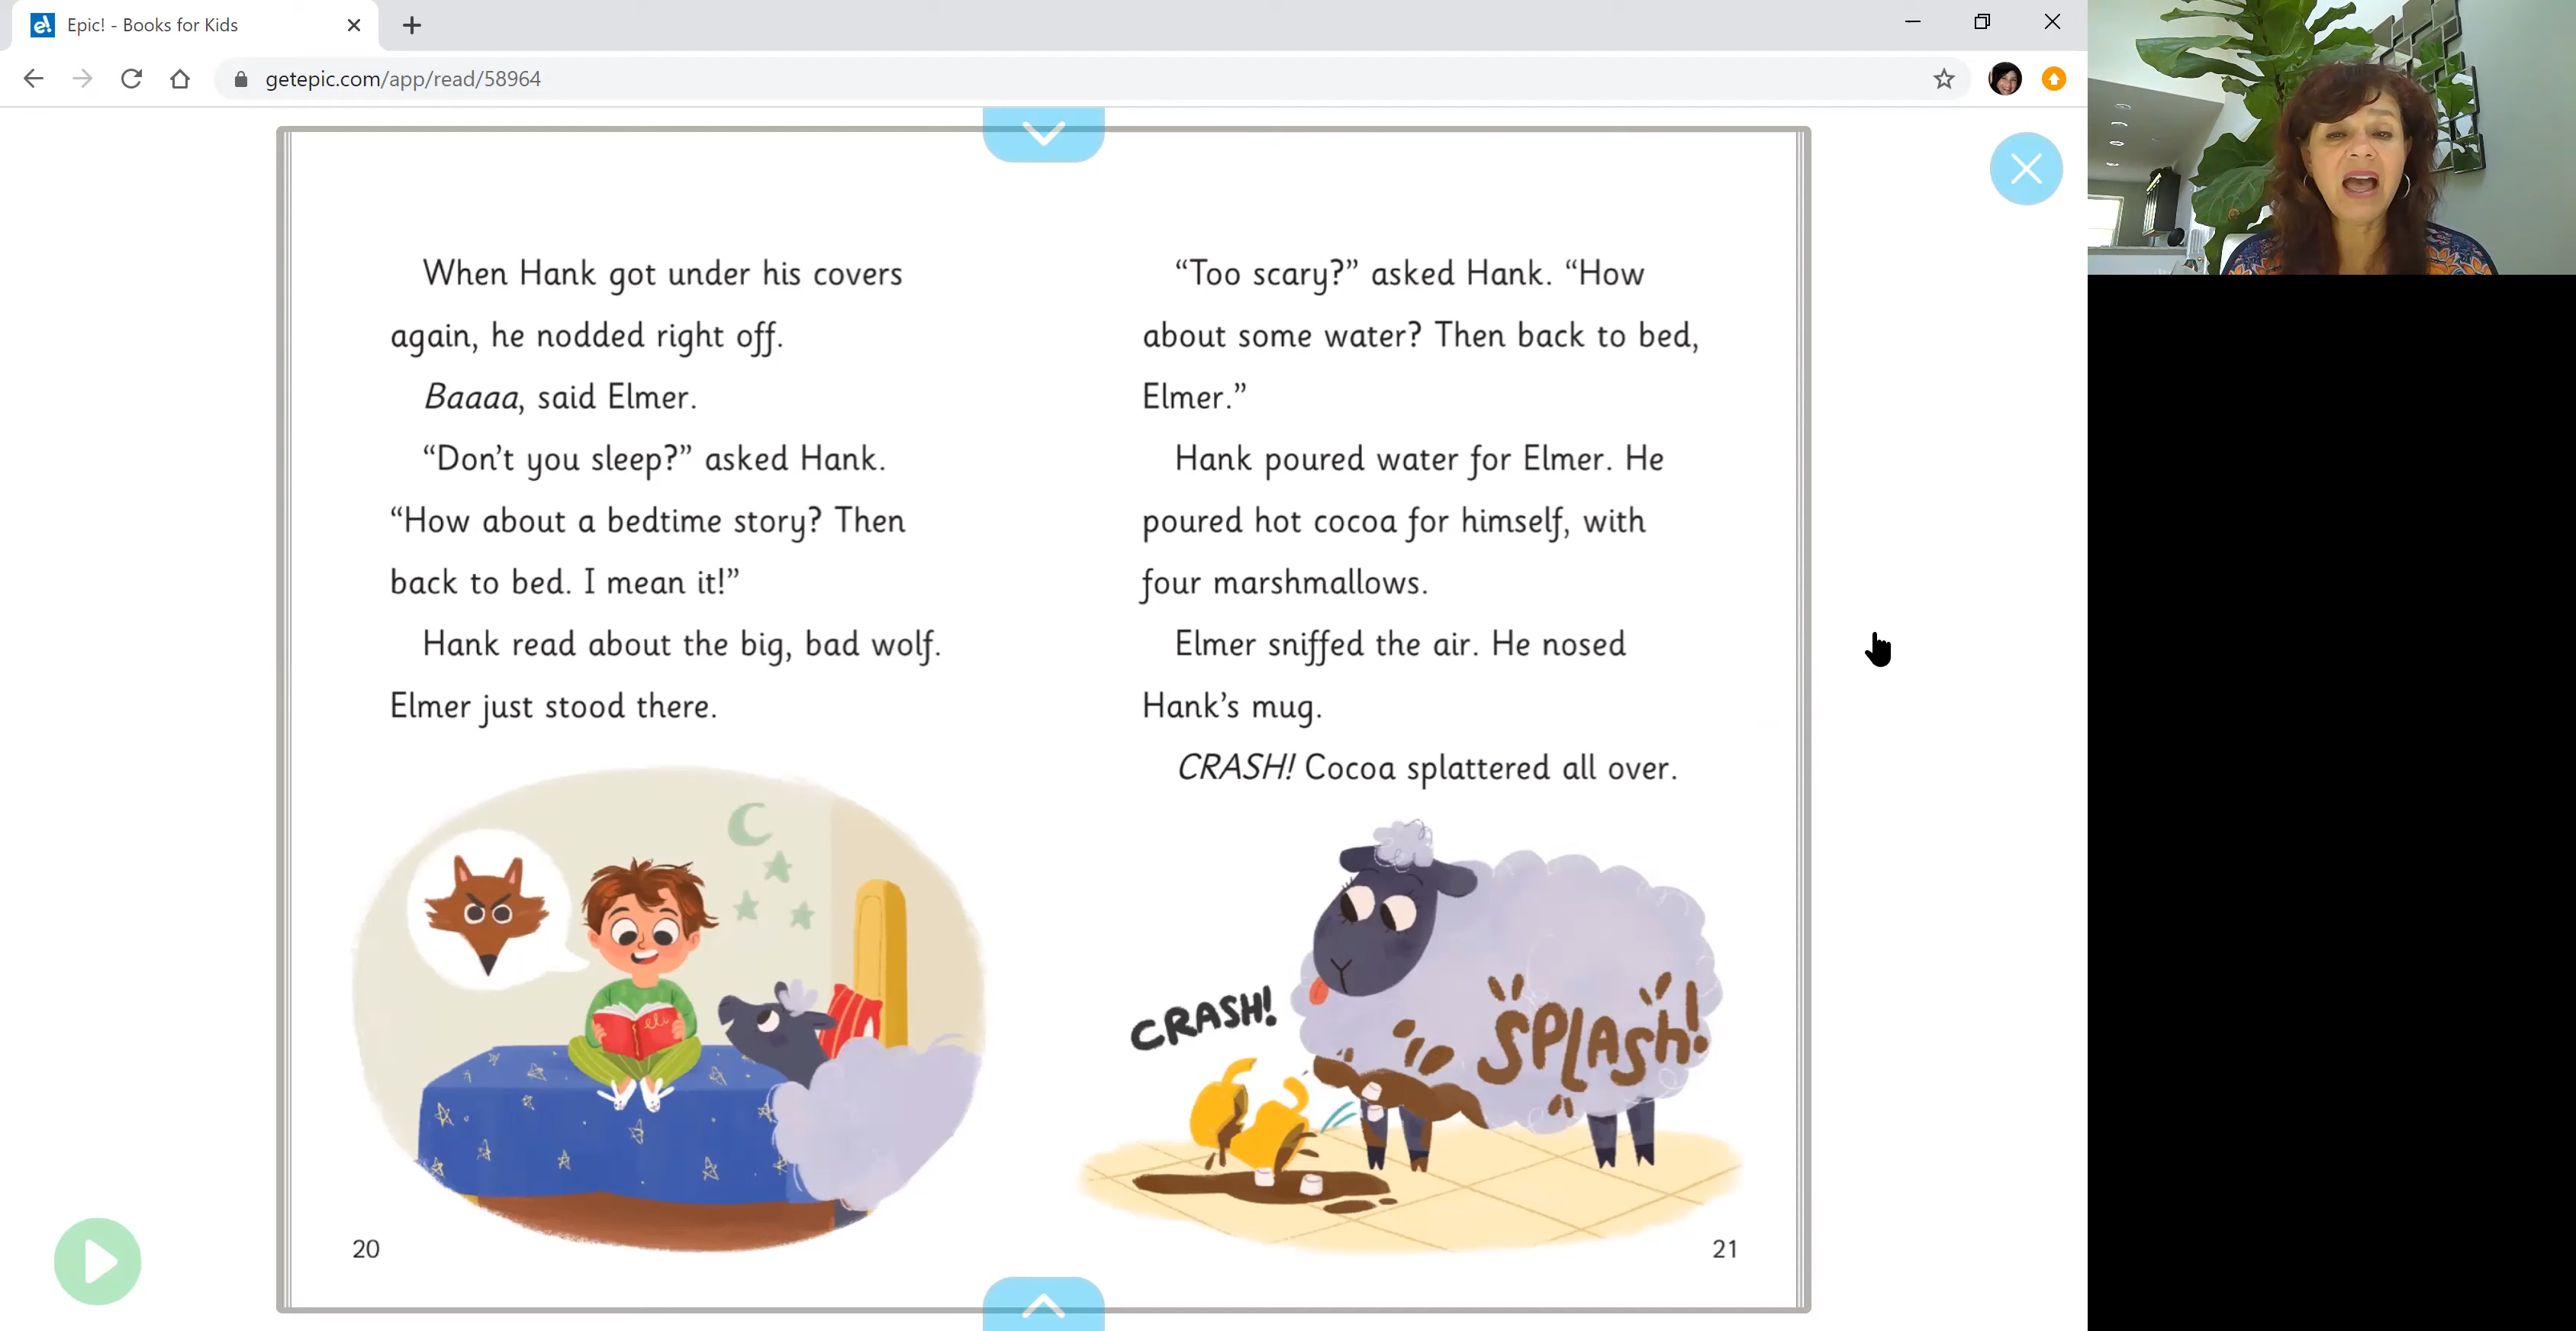 Epic! - Books for Kids
getepic.com/app/read/58964
When Hank got under his covers
again, he nodded right off.
Baaaa, said Elmer.
“Don’t you sleep?” asked Hank.
“How about a bedtime story? Then
back to bed. I mean it!”
Hank read about the big, bad wolf.
Elmer just stood there.
eli
20
“Too scary?” asked Hank. “How
about some water? Then back to bed,
Elmer.”
Hank poured water for Elmer. He
poured hot cocoa for himself, with
four marshmallows.
Elmer sniffed the air. He nosed
Hank’s mug.
CRASH! Cocoa splattered all over.
CRASH!
SPLASH!
21